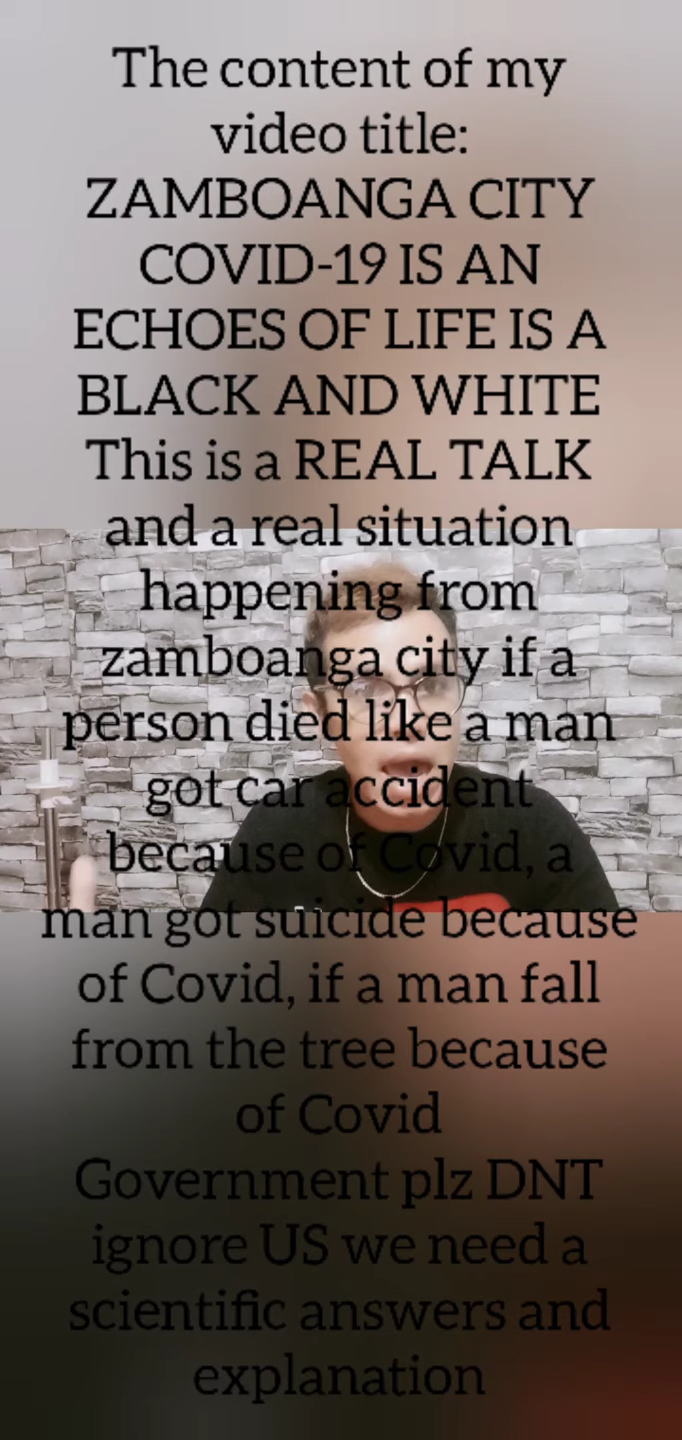 The content of my
video title:
ZAMBOANGA CITY
COVID-19 IS AN
ECHOES OF LIFE IS A
BLACK AND WHITE
This is a REAL TALK
and a real situation
happening from
zamboanga city if a
person died like a man
got car accident
because of Covid, a
man got suicide because
of Covid, if a man fall
from the tree because
of Covid
Government plz DNT
ignore US we need a
scientific answers and
explanation